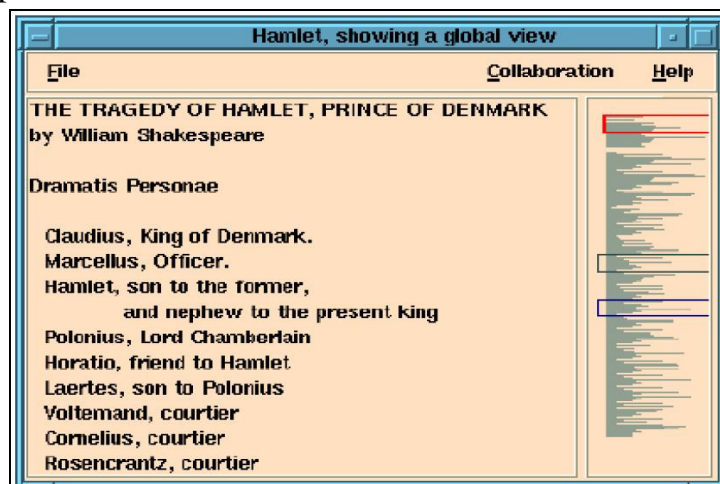 Hamlet, showing a global view
File Collaboration Help
THE TRAGEDY OF HAMLET, PRINCE OF DENMARK
by William Shakespeare
Dramatis Personae
Claudius, King of Denmark.
Marcellus, Officer.
Hamlet, son to the former,
and nephew to the present king
Polonius, Lord Chamberlain
Horatio, friend to Hamlet
Laertes, son to Polonius
Voltemand, courtier
Cornelius, courtier
Rosencrantz, courtier